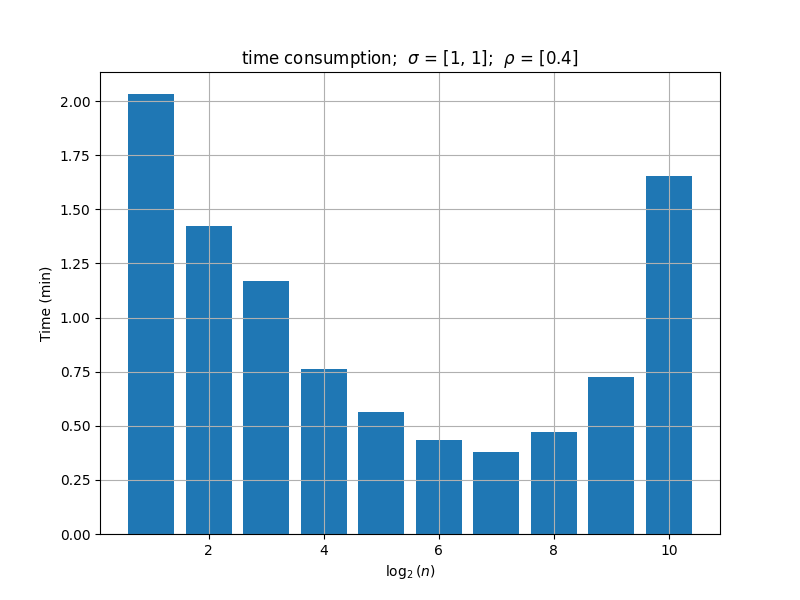 time consumption; σ = [1, 1]; ρ = [0.4]
2.00
1.75
1.50
1.25
1.00
0.75
0.50
0.25
0.00
Time (min)
2 4 6 8 10
log₂(n)